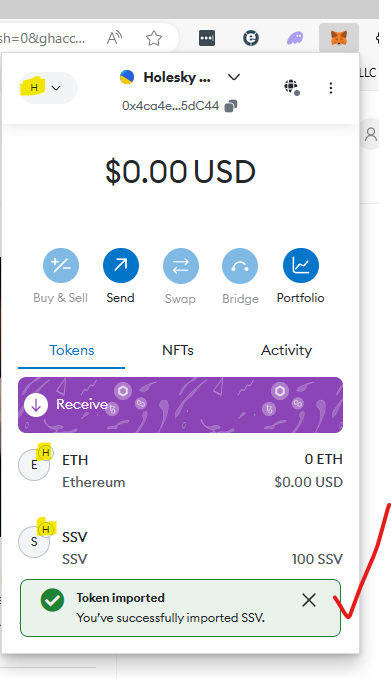 sh=0&ghacc...
LLC
H
Holesky ...
0x4ca4e...5dC44
$0.00 USD
Buy & Sell
Send
Swap
Bridge
Portfolio
Tokens
NFTs
Activity
Receive
H
E
ETH
0 ETH
Ethereum
$0.00 USD
H
S
SSV
SSV
100 SSV
Token imported
You've successfully imported SSV.